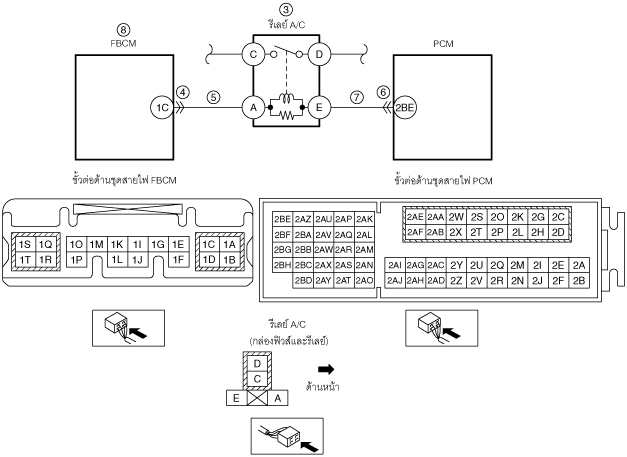 ③
รีเลย์ A/C
⑧
FBCM
PCM
C D
④ ⑤ ⑦ ⑥
1C A E 2BE
ขั้วต่อด้านชุดสายไฟ FBCM
ขั้วต่อด้านชุดสายไฟ PCM
1S 1Q 1O 1M 1K 1I 1G 1E 1C 1A
1T 1R 1P 1L 1J 1F 1D 1B
2BE 2AZ 2AU 2AP 2AK 2AE 2AA 2W 2S 2O 2K 2G 2C
2BF 2BA 2AV 2AQ 2AL 2AF 2AB 2X 2T 2P 2L 2H 2D
2BG 2BB 2AW 2AR 2AM
2BH 2BC 2AX 2AS 2AN 2AI 2AG 2AC 2Y 2U 2Q 2M 2I 2E 2A
2BD 2AY 2AT 2AO 2AJ 2AH 2AD 2Z 2V 2R 2N 2J 2F 2B
รีเลย์ A/C
(กล่องฟิวส์และรีเลย์)
D
C
E A
ด้านหน้า